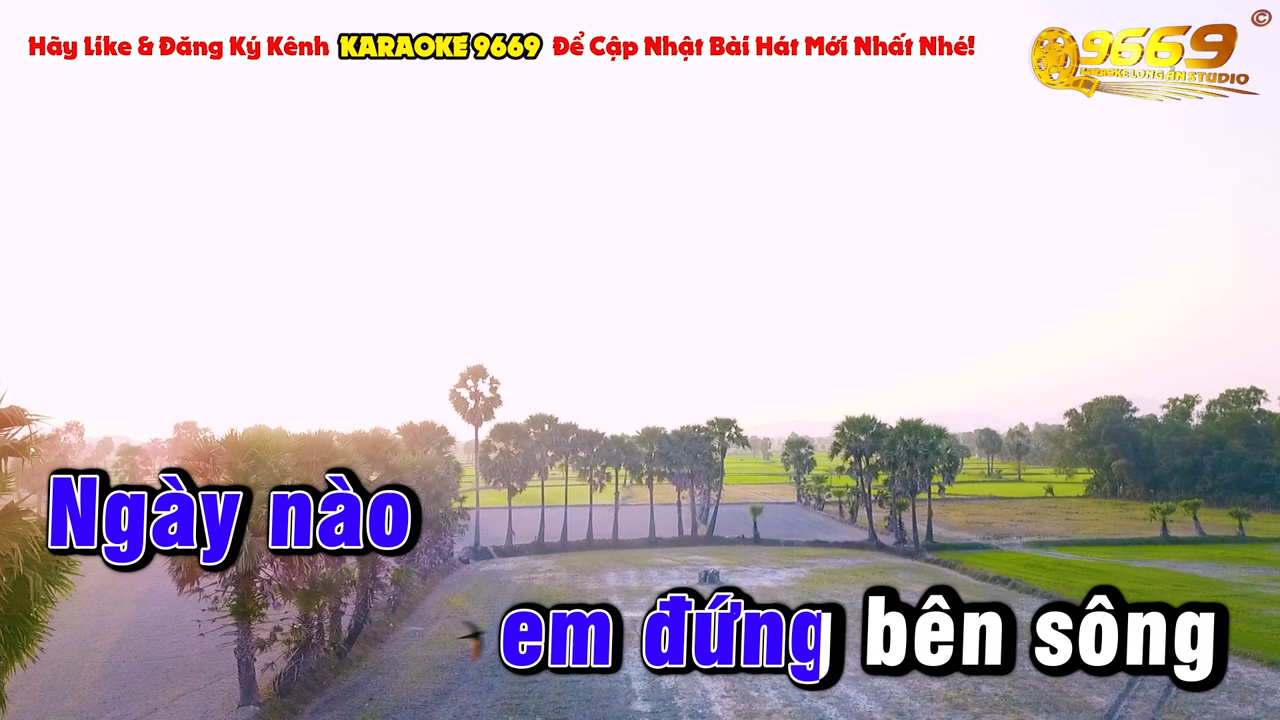 Hãy Like & Đăng Ký Kênh KARAOKE 9669 Để Cập Nhật Bài Hát Mới Nhất Nhé!
©
9669
KARAOKE LONG ẨN STUDIO
Ngày nào
em đứng bên sông